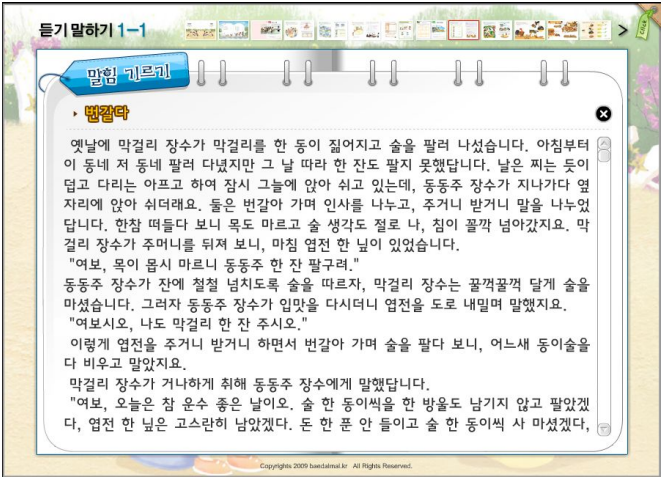 듣기 말하기 1-1
말힘 기르기
번갈다
옛날에 막걸리 장수가 막걸리를 한 동이 짊어지고 술을 팔러 나섰습니다. 아침부터
이 동네 저 동네 팔러 다녔지만 그 날 따라 한 잔도 팔지 못했답니다. 날은 찌는 듯이
덥고 다리는 아프고 하여 잠시 그늘에 앉아 쉬고 있는데, 동동주 장수가 지나가다 옆
자리에 앉아 쉬더래요. 둘은 번갈아 가며 인사를 나누고, 주거니 받거니 말을 나누었
답니다. 한참 떠들다 보니 목도 마르고 술 생각도 절로 나, 침이 꼴깍 넘아갔지요. 막
걸리 장수가 주머니를 뒤져 보니, 마침 엽전 한 닢이 있었습니다.
"여보, 목이 몹시 마르니 동동주 한 잔 팔구려."
동동주 장수가 잔에 철철 넘치도록 술을 따르자, 막걸리 장수는 꿀꺽꿀꺽 달게 술을
마셨습니다. 그러자 동동주 장수가 입맛을 다시더니 엽전을 도로 내밀며 말했지요.
"여보시오, 나도 막걸리 한 잔 주시오."
이렇게 엽전을 주거니 받거니 하면서 번갈아 가며 술을 팔다 보니, 어느새 동이술을
다 비우고 말았지요.
막걸리 장수가 거나하게 취해 동동주 장수에게 말했답니다.
"여보, 오늘은 참 운수 좋은 날이오. 술 한 동이씩을 한 방울도 남기지 않고 팔았겠
다, 엽전 한 닢은 고스란히 남았겠다. 돈 한 푼 안 들이고 술 한 동이씩 사 마셨겠다,
Copyrights 2009 baedalmal.kr All Rights Reserved.